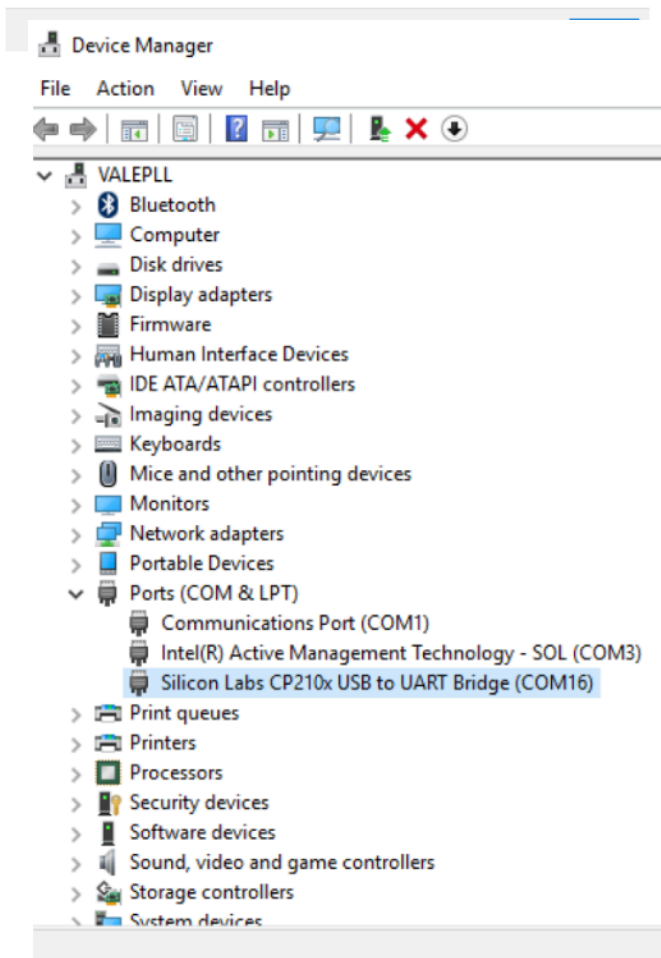 Device Manager
File Action View Help
VALEPLL
Bluetooth
Computer
Disk drives
Display adapters
Firmware
Human Interface Devices
IDE ATA/ATAPI controllers
Imaging devices
Keyboards
Mice and other pointing devices
Monitors
Network adapters
Portable Devices
Ports (COM & LPT)
Communications Port (COM1)
Intel(R) Active Management Technology - SOL (COM3)
Silicon Labs CP210x USB to UART Bridge (COM16)
Print queues
Printers
Processors
Security devices
Software devices
Sound, video and game controllers
Storage controllers
System devices